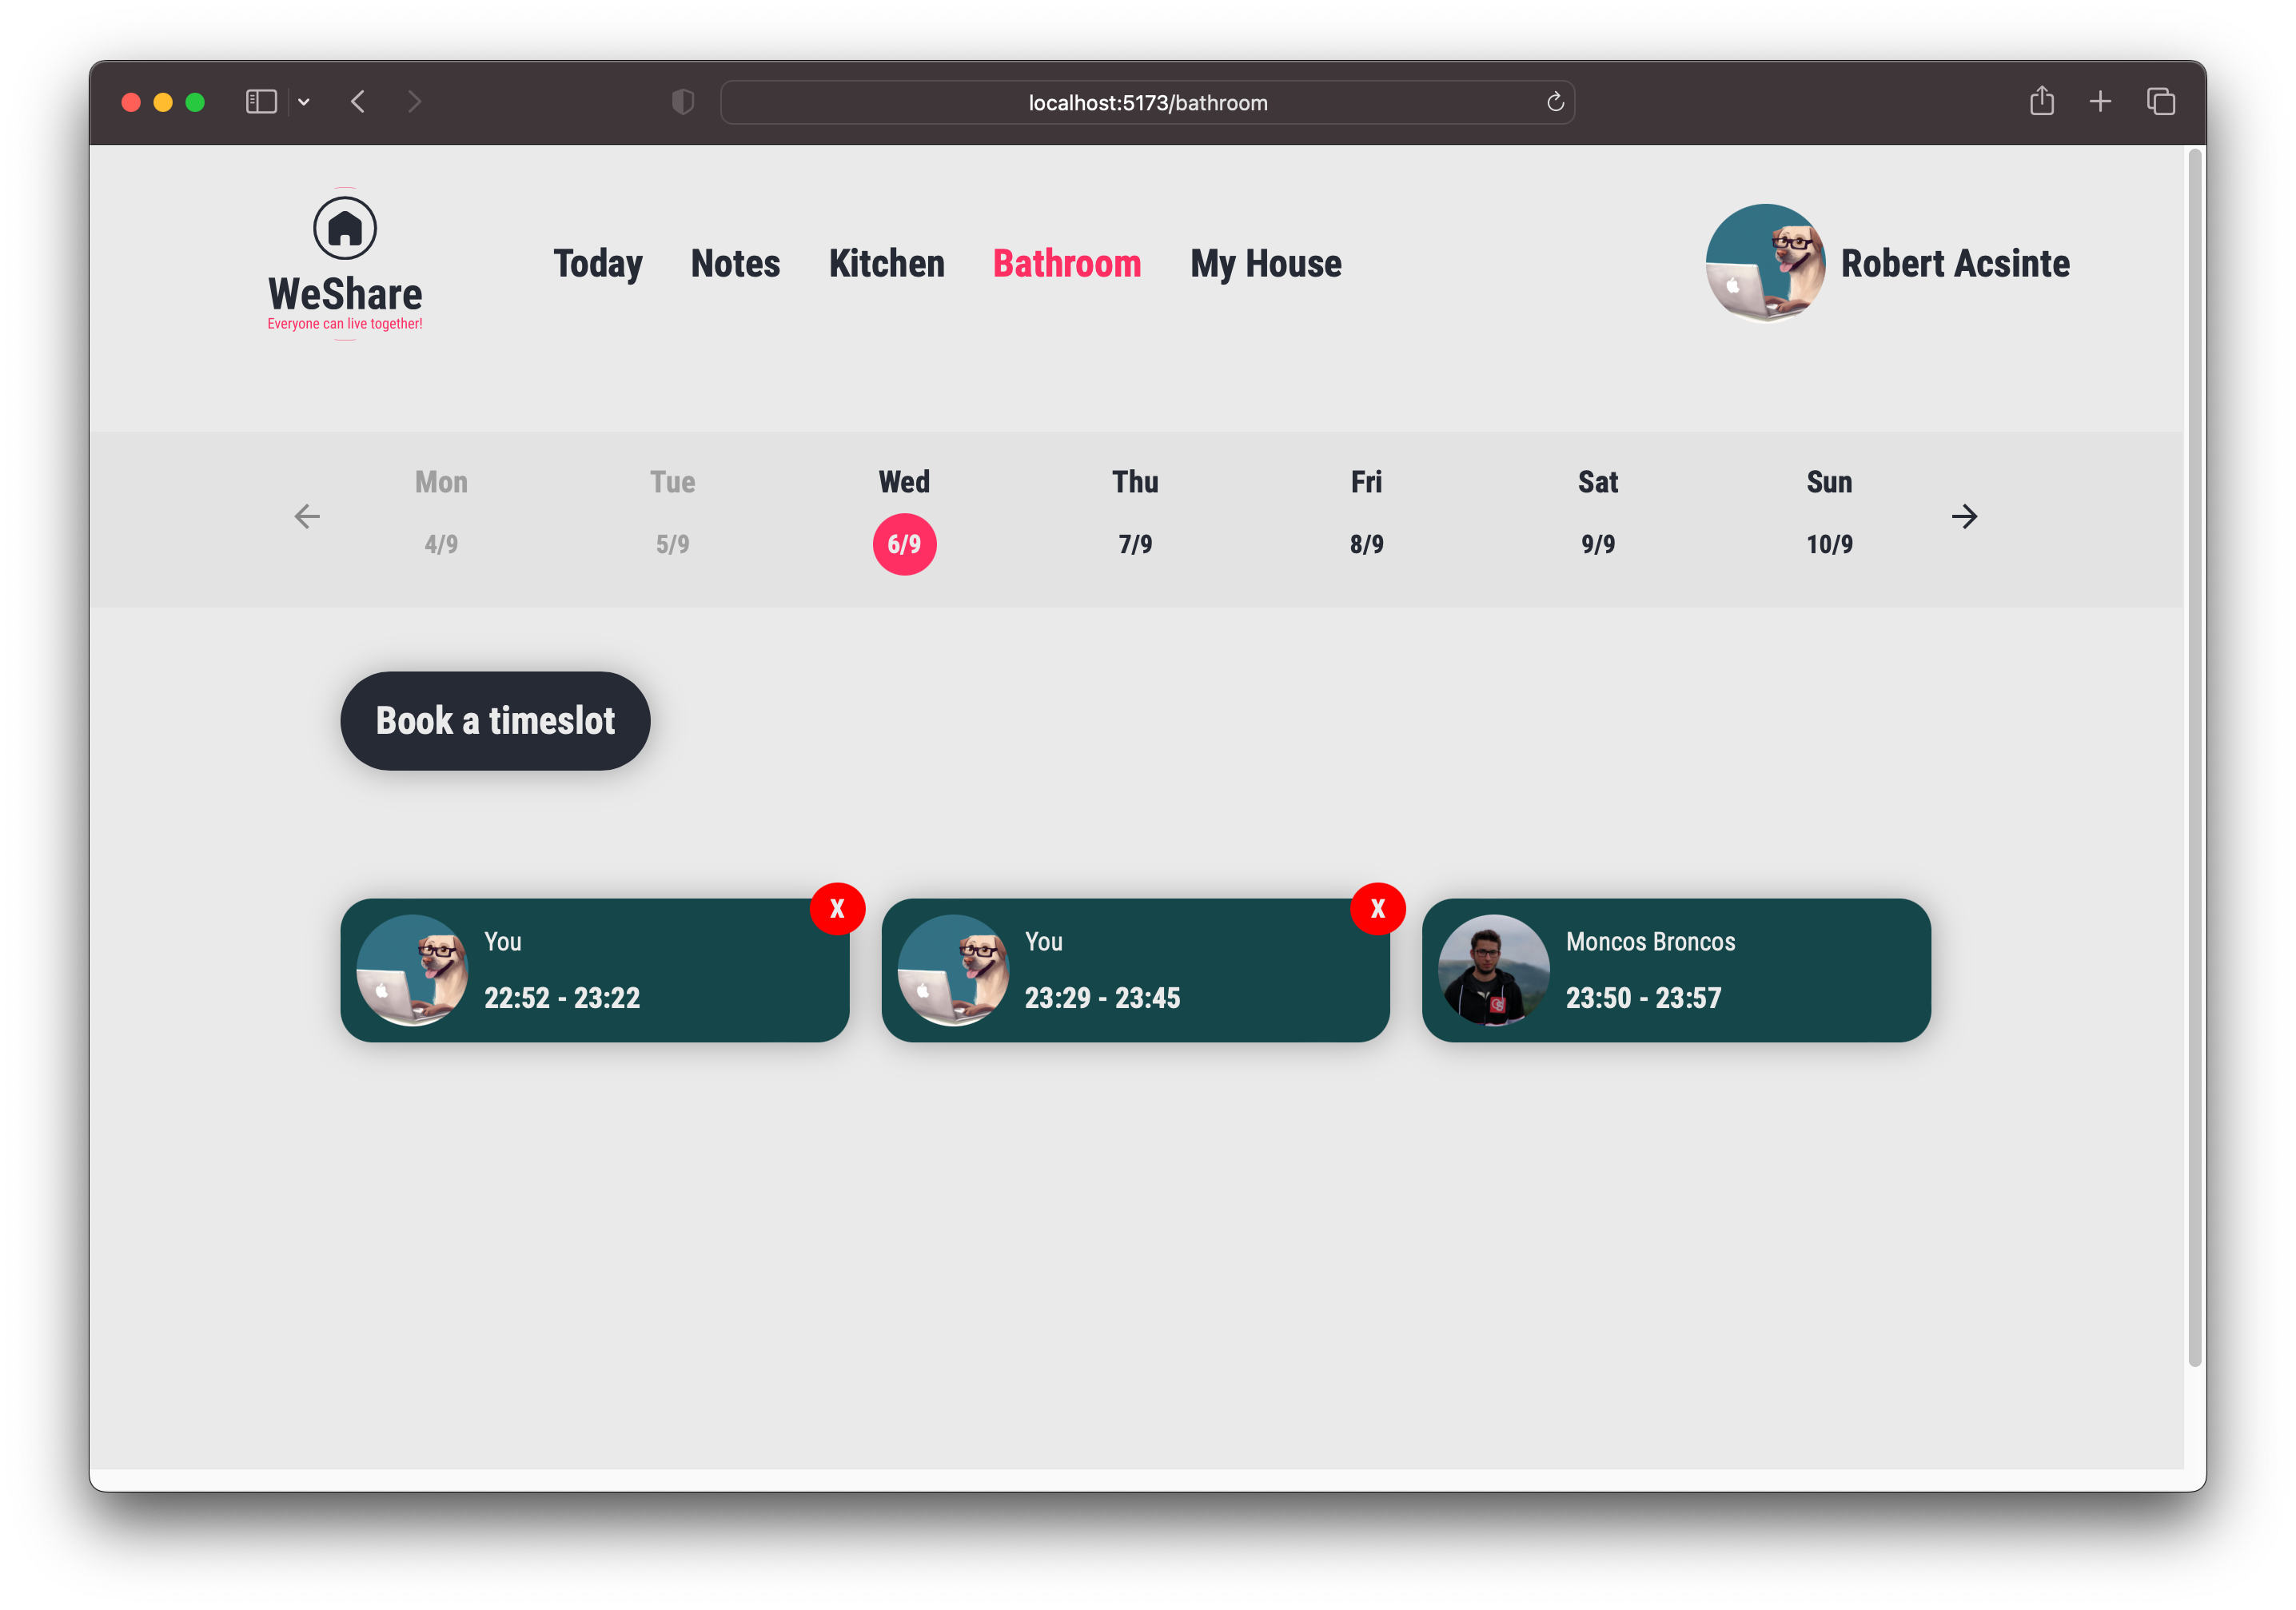 localhost:5173/bathroom
WeShare
Everyone can live together!
Today Notes Kitchen Bathroom My House
Robert Acsinte
Mon Tue Wed Thu Fri Sat Sun
4/9 5/9 6/9 7/9 8/9 9/9 10/9
Book a timeslot
X
You
22:52 - 23:22
X
You
23:29 - 23:45
Moncos Broncos
23:50 - 23:57